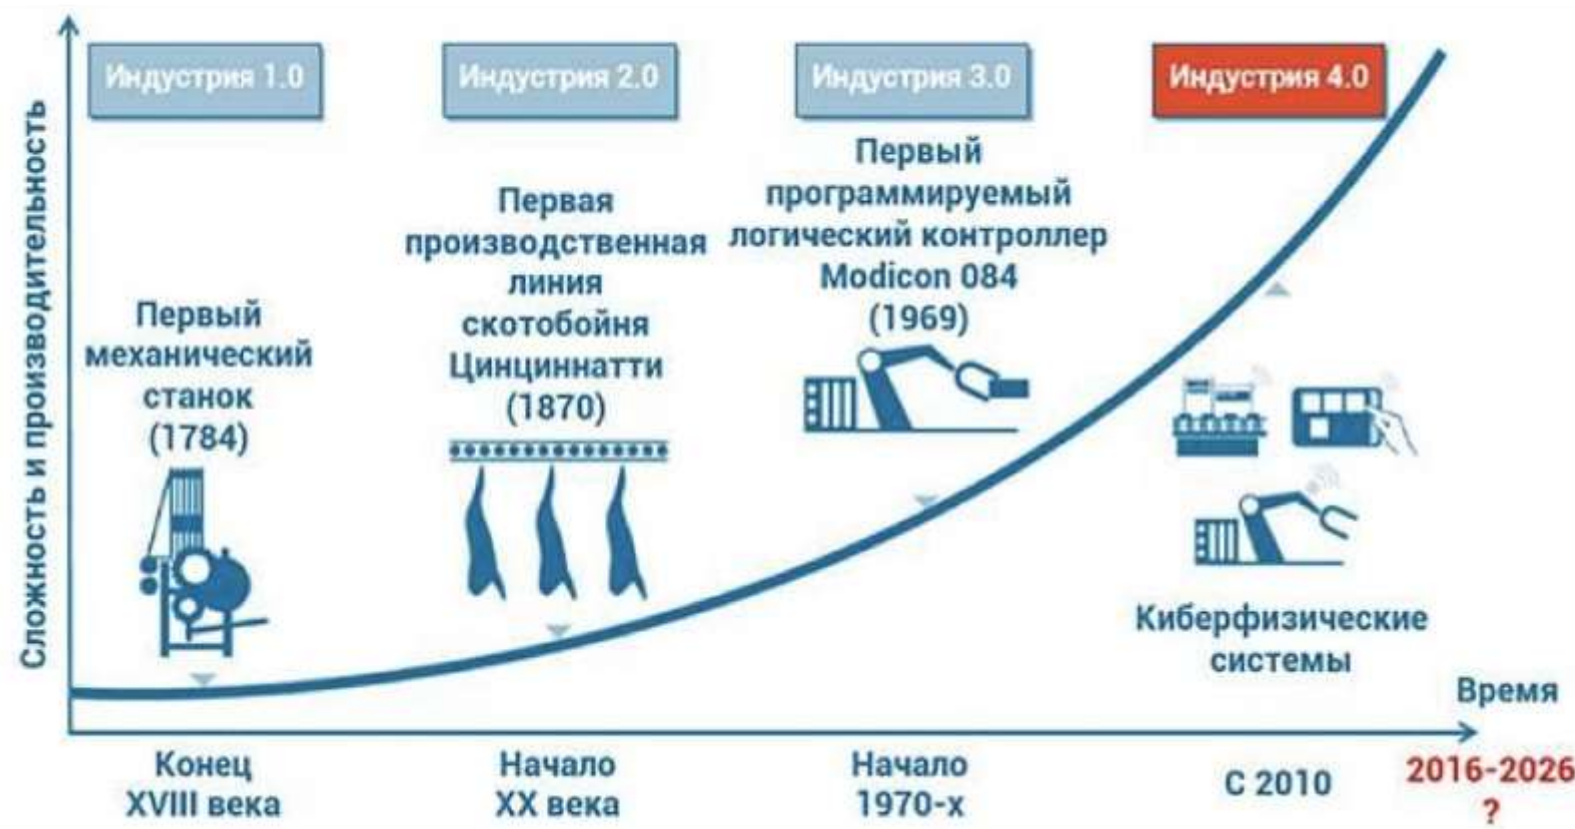 Сложность и производительность
Индустрия 1.0
Индустрия 2.0
Индустрия 3.0
Индустрия 4.0
Первый
механический
станок
(1784)
Первая
производственная
линия
скотобойня
Цинциннатти
(1870)
Первый
программируемый
логический контроллер
Modicon 084
(1969)
Киберфизические
системы
Время
Конец
XVIII века
Начало
XX века
Начало
1970-х
С 2010
2016-2026
?